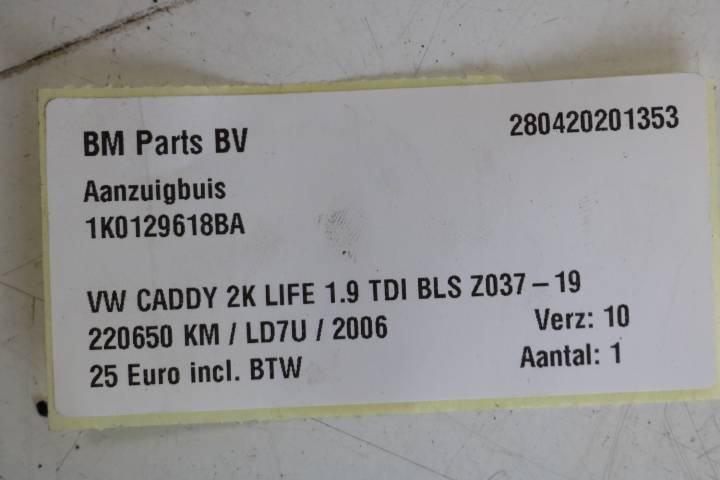 BM Parts BV 280420201353
Aanzuigbuis
1K0129618BA
VW CADDY 2K LIFE 1.9 TDI BLS Z037 – 19
220650 KM / LD7U / 2006 Verz: 10
25 Euro incl. BTW Aantal: 1